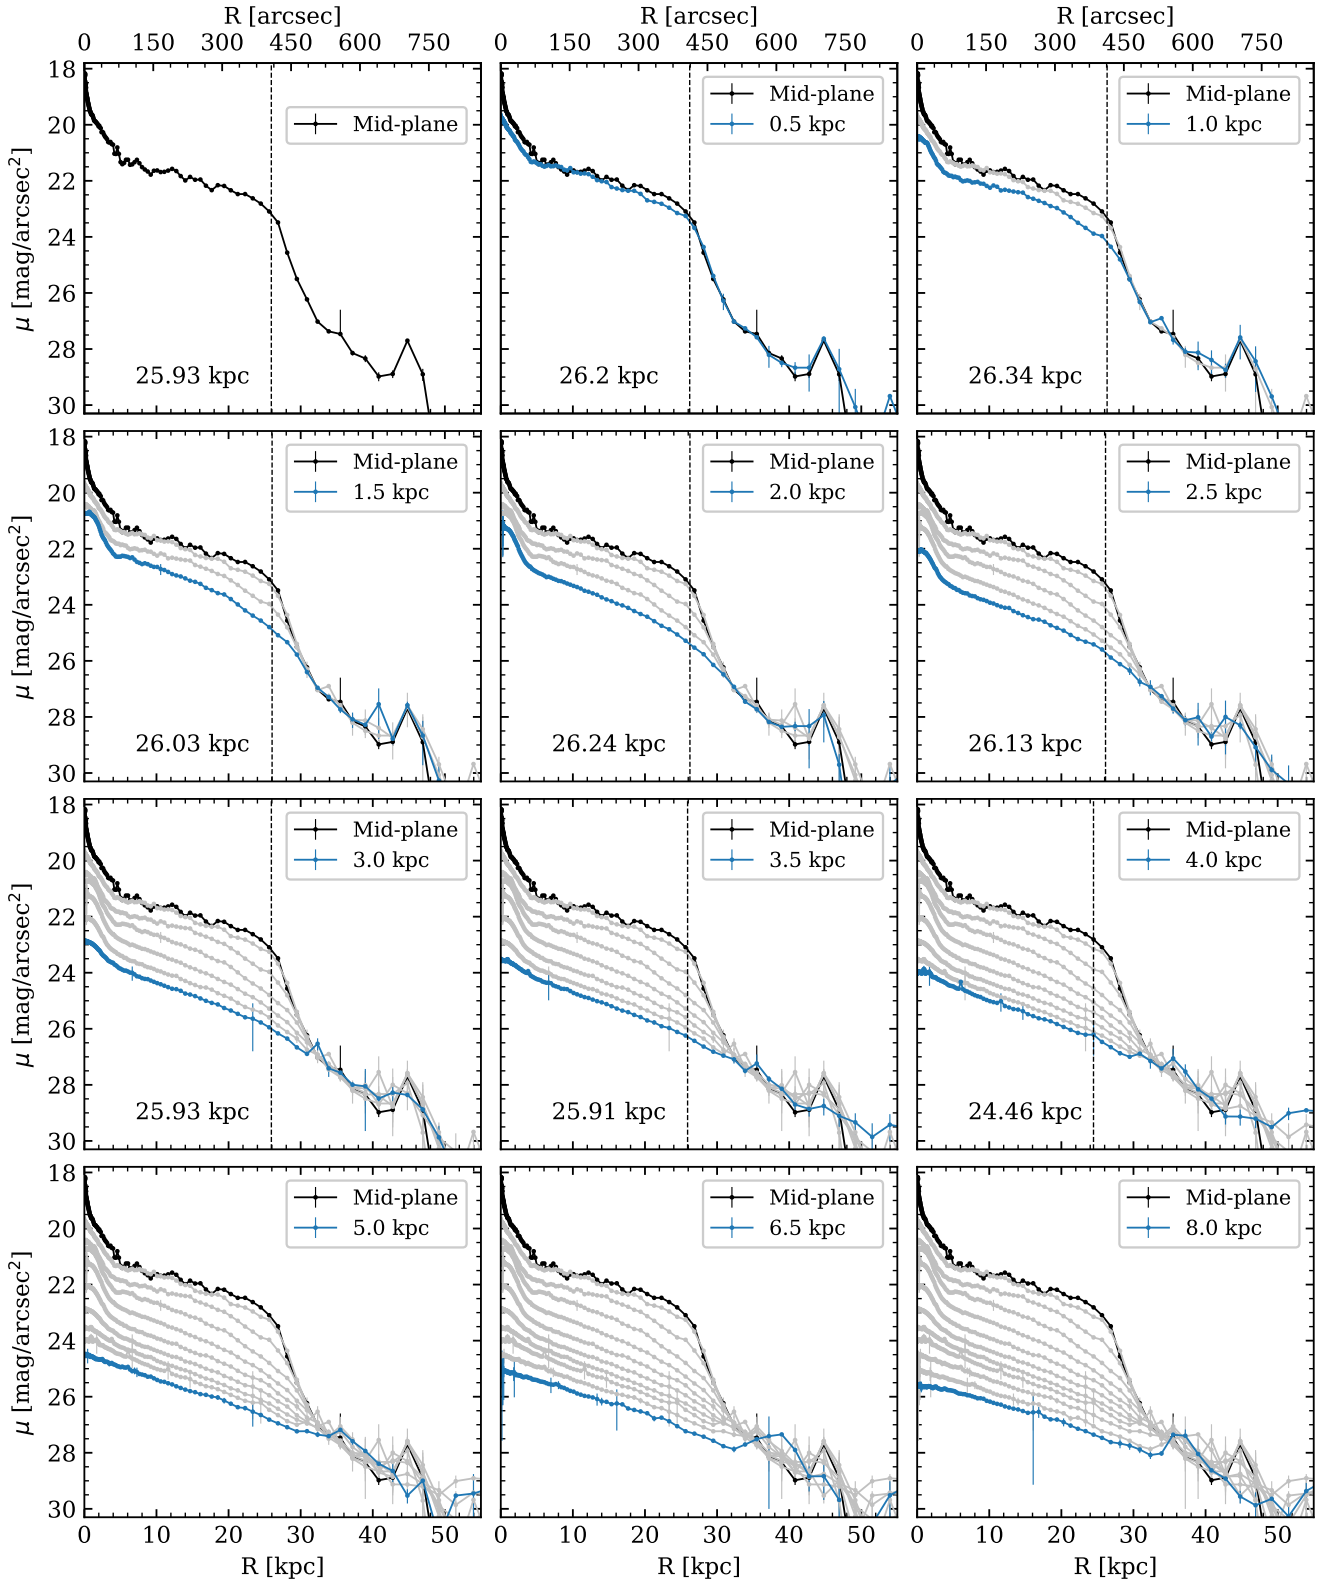 R [arcsec] R [arcsec] R [arcsec]
0 150 300 450 600 750 0 150 300 450 600 750 0 150 300 450 600 750
18
20
22
24
26
28
30
μ [mag/arcsec²]
Mid-plane
25.93 kpc
Mid-plane
0.5 kpc
26.2 kpc
Mid-plane
1.0 kpc
26.34 kpc
18
20
22
24
26
28
30
μ [mag/arcsec²]
Mid-plane
1.5 kpc
26.03 kpc
Mid-plane
2.0 kpc
26.24 kpc
Mid-plane
2.5 kpc
26.13 kpc
18
20
22
24
26
28
30
μ [mag/arcsec²]
Mid-plane
3.0 kpc
25.93 kpc
Mid-plane
3.5 kpc
25.91 kpc
Mid-plane
4.0 kpc
24.46 kpc
18
20
22
24
26
28
30
μ [mag/arcsec²]
Mid-plane
5.0 kpc
Mid-plane
6.5 kpc
Mid-plane
8.0 kpc
0 10 20 30 40 50 0 10 20 30 40 50 0 10 20 30 40 50
R [kpc] R [kpc] R [kpc]